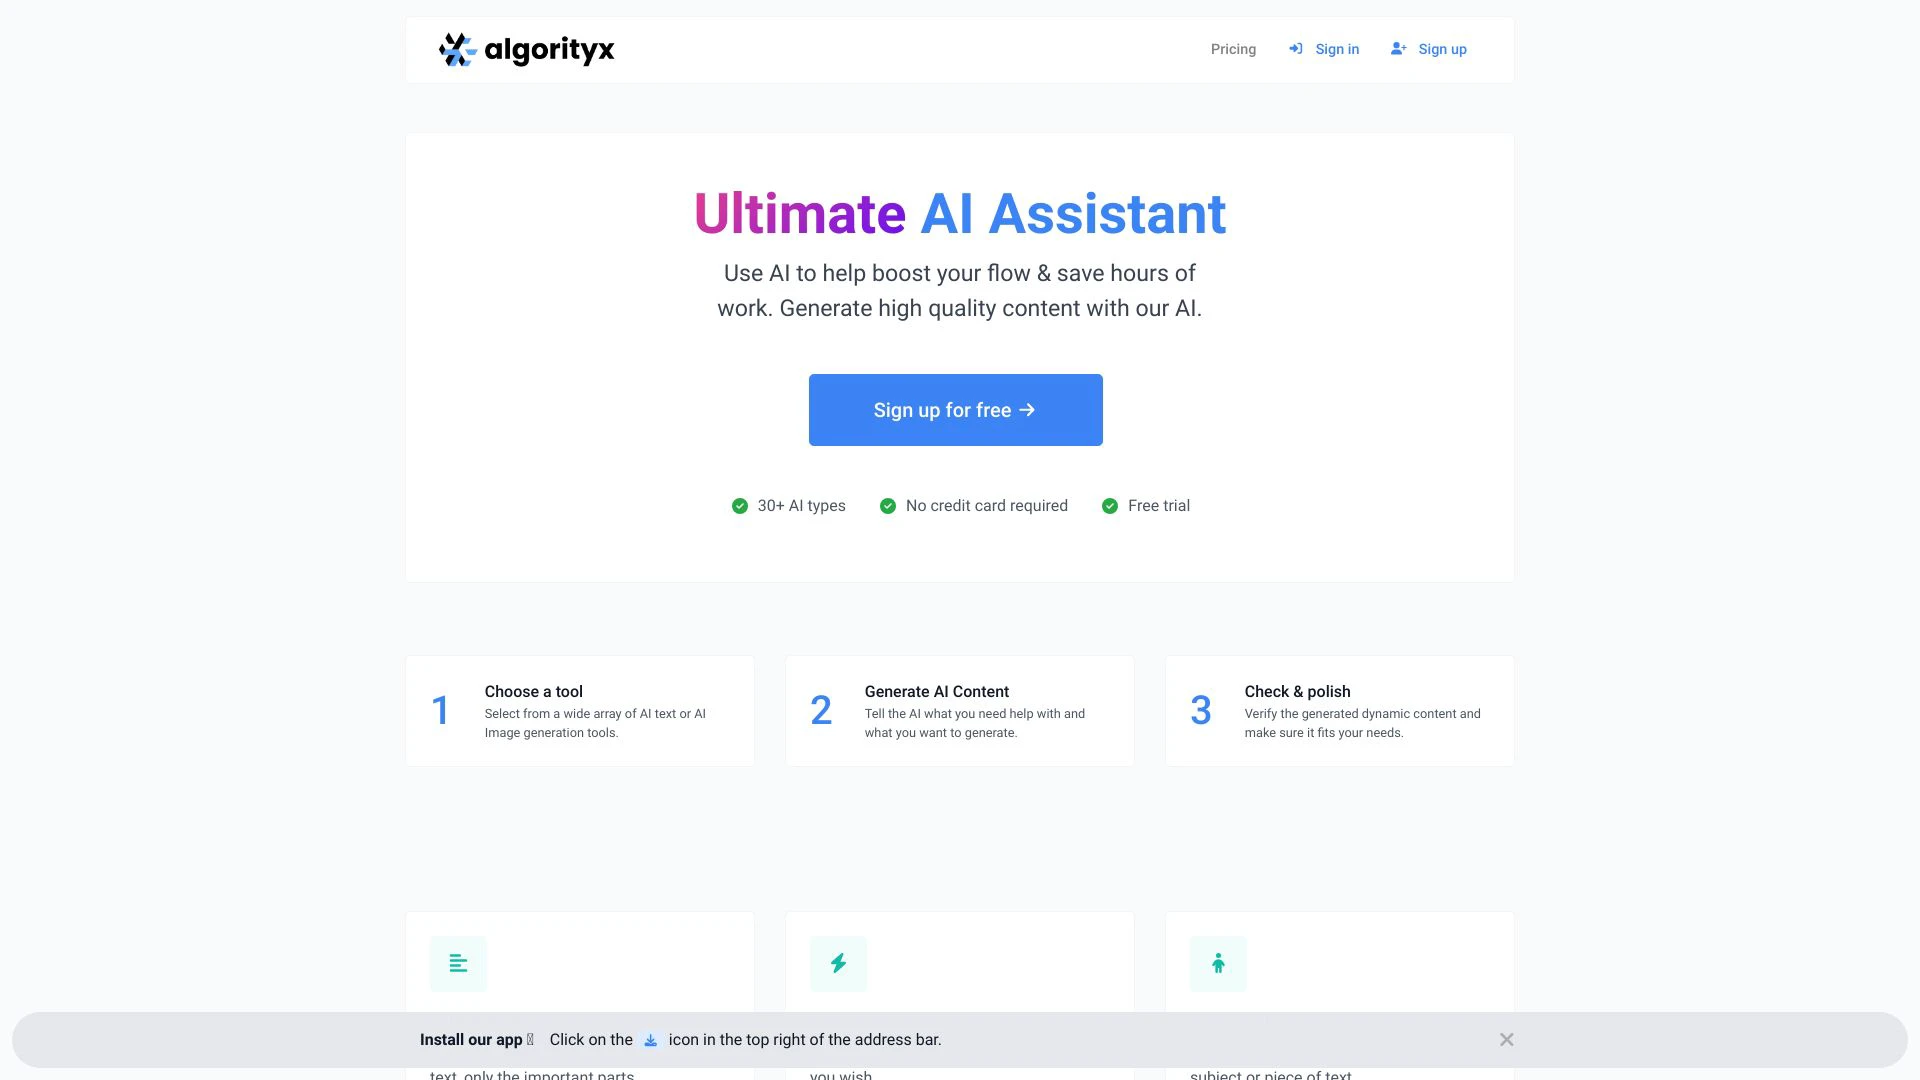 algorityx
Pricing
Sign in
Sign up
Ultimate AI Assistant
Use AI to help boost your flow & save hours of
work. Generate high quality content with our AI.
Sign up for free →
30+ AI types
No credit card required
Free trial
1
Choose a tool
Select from a wide array of AI text or AI
Image generation tools.
2
Generate AI Content
Tell the AI what you need help with and
what you want to generate.
3
Check & polish
Verify the generated dynamic content and
make sure it fits your needs.
Install our app Click on the icon in the top right of the address bar.
text, only the important parts
you wish
subject or piece of text